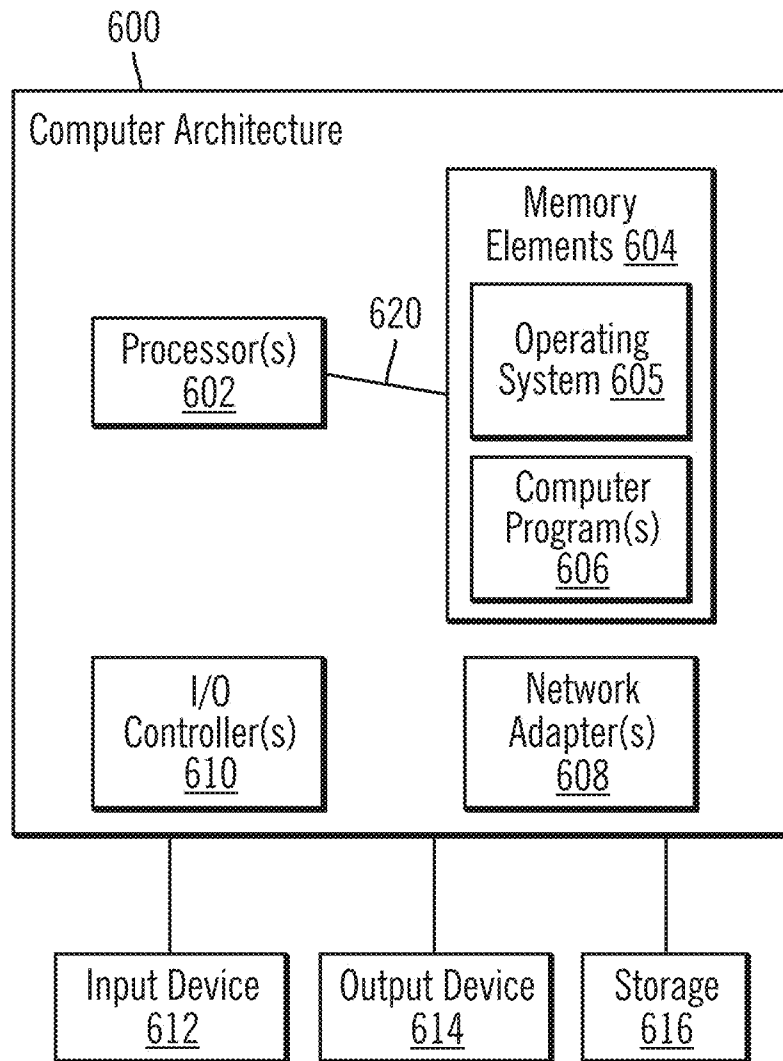 600
Computer Architecture
Memory
Elements 604
620
Processor(s)
602
Operating
System 605
Computer
Program(s)
606
I/O
Controller(s)
610
Network
Adapter(s)
608
Input Device
612
Output Device
614
Storage
616